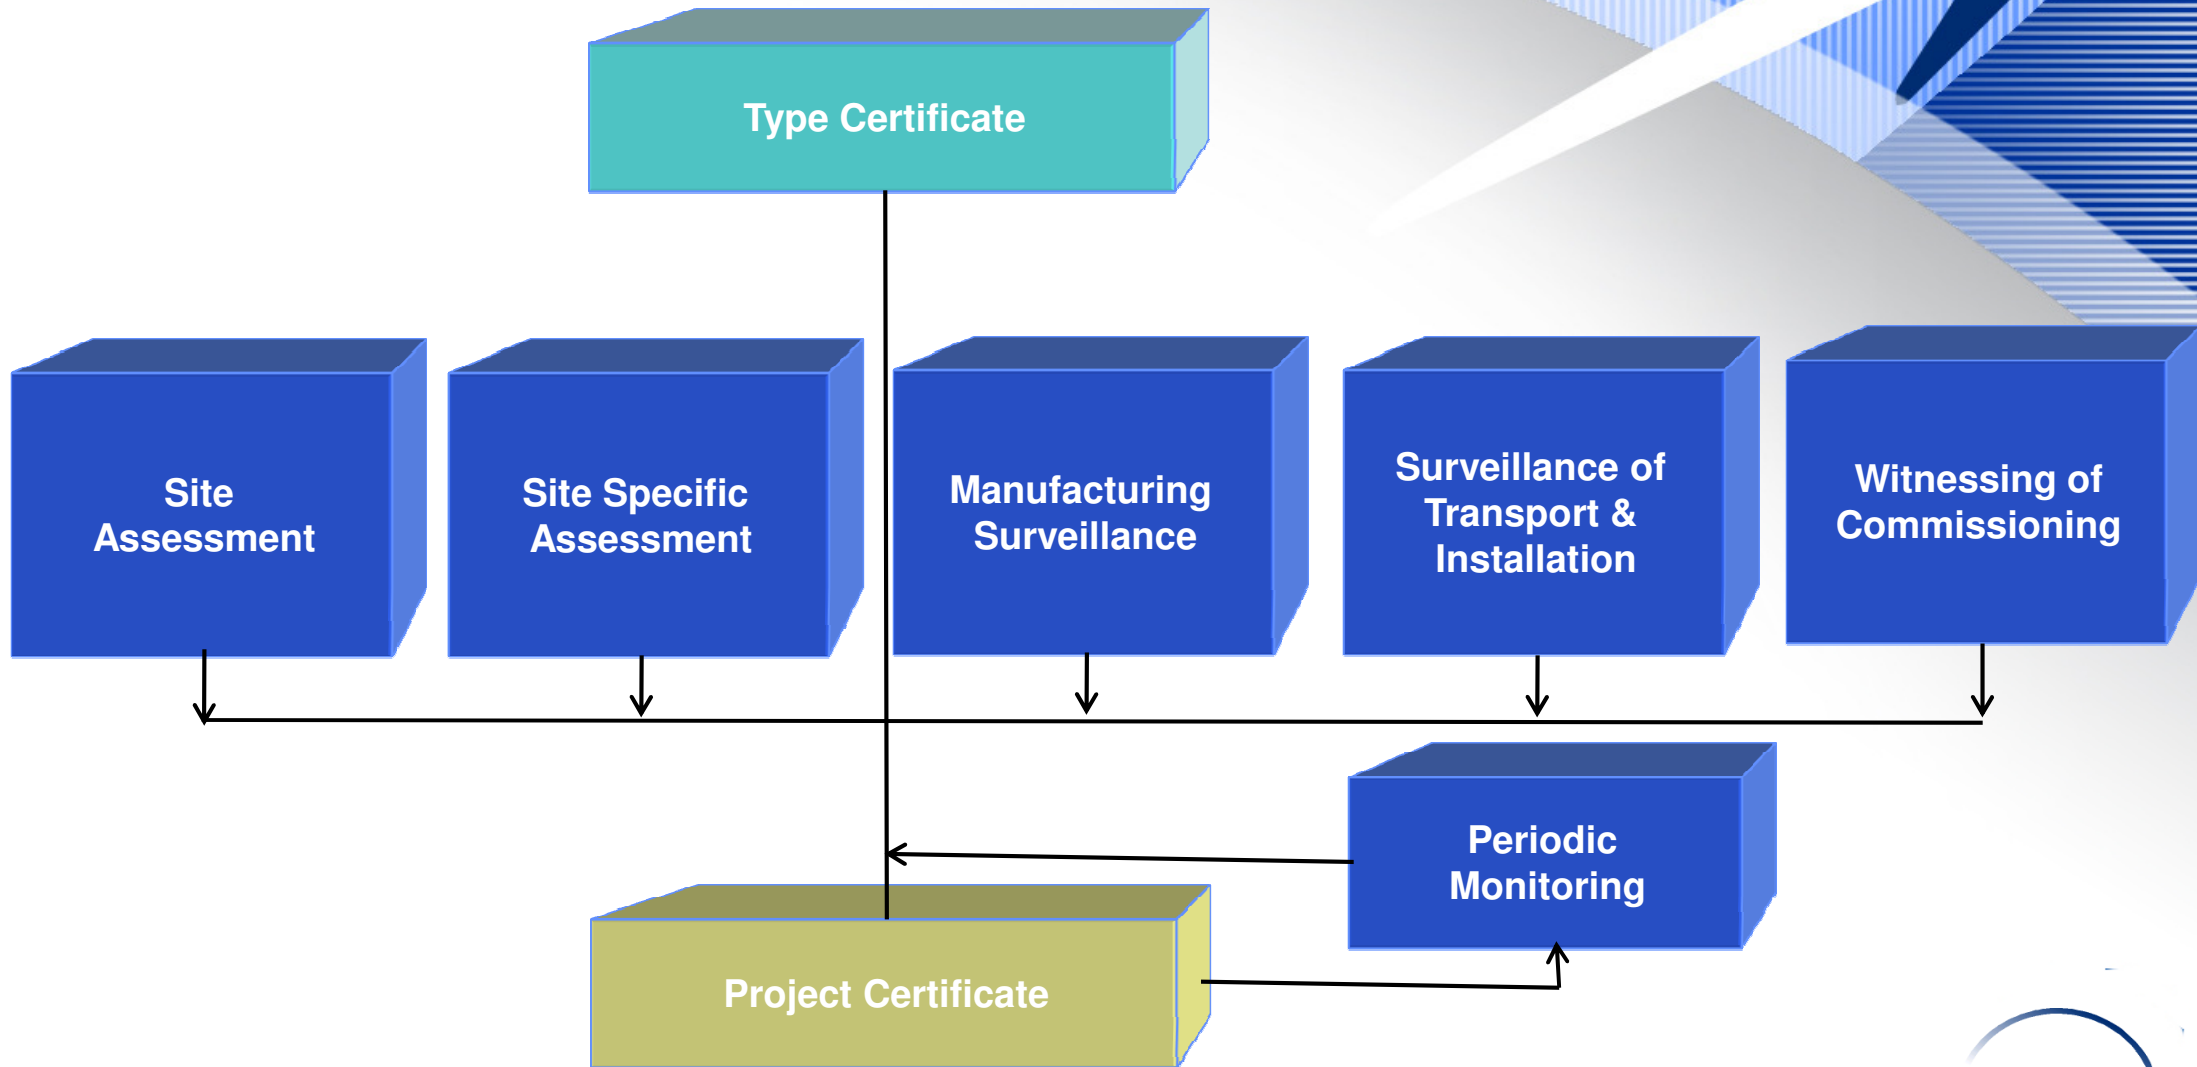 Type Certificate
Site
Assessment
Site Specific
Assessment
Manufacturing
Surveillance
Surveillance of
Transport &
Installation
Witnessing of
Commissioning
Periodic
Monitoring
Project Certificate